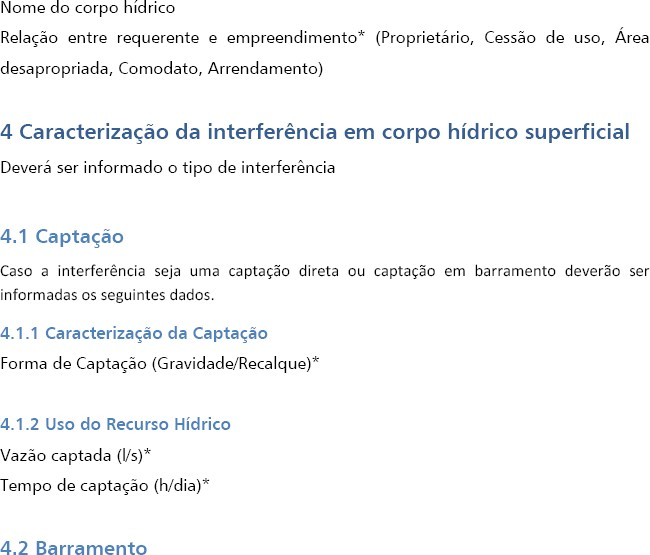 Nome do corpo hídrico
Relação entre requerente e empreendimento* (Proprietário, Cessão de uso, Área
desapropriada, Comodato, Arrendamento)
4 Caracterização da interferência em corpo hídrico superficial
Deverá ser informado o tipo de interferência
4.1 Captação
Caso a interferência seja uma captação direta ou captação em barramento deverão ser
informadas os seguintes dados.
4.1.1 Caracterização da Captação
Forma de Captação (Gravidade/Recalque)*
4.1.2 Uso do Recurso Hídrico
Vazão captada (l/s)*
Tempo de captação (h/dia)*
4.2 Barramento